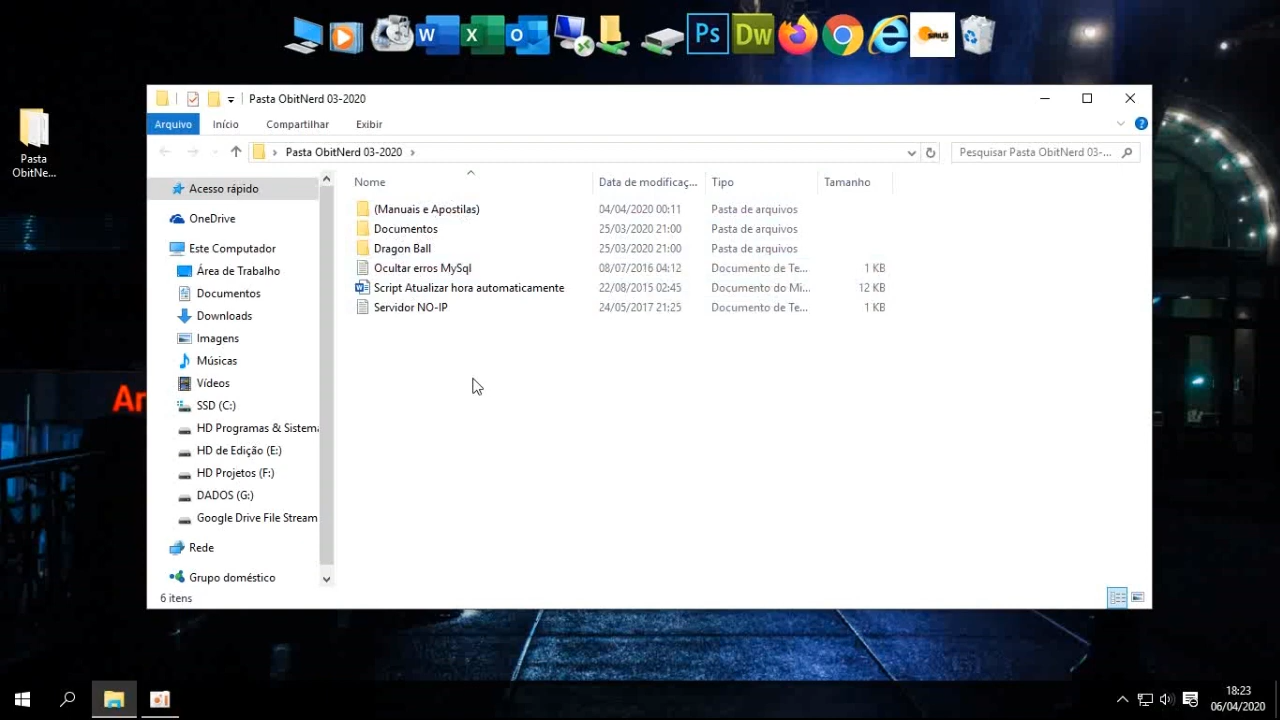 W
X
O
Ps
Dw
SIRIUS
Pasta
ObitNe...
Pasta ObitNerd 03-2020
Arquivo
Início
Compartilhar
Exibir
Pasta ObitNerd 03-2020
Pesquisar Pasta ObitNerd 03-...
Acesso rápido
OneDrive
Este Computador
Área de Trabalho
Documentos
Downloads
Imagens
Músicas
Vídeos
SSD (C:)
HD Programas & Sistema
HD de Edição (E:)
HD Projetos (F:)
DADOS (G:)
Google Drive File Stream
Rede
Grupo doméstico
Nome Data de modificaç... Tipo Tamanho
(Manuais e Apostilas) 04/04/2020 00:11 Pasta de arquivos
Documentos 25/03/2020 21:00 Pasta de arquivos
Dragon Ball 25/03/2020 21:00 Pasta de arquivos
Ocultar erros MySql 08/07/2016 04:12 Documento de Te... 1 KB
Script Atualizar hora automaticamente 22/08/2015 02:45 Documento do Mi... 12 KB
Servidor NO-IP 24/05/2017 21:25 Documento de Te... 1 KB
6 itens
Ar
18:23
06/04/2020